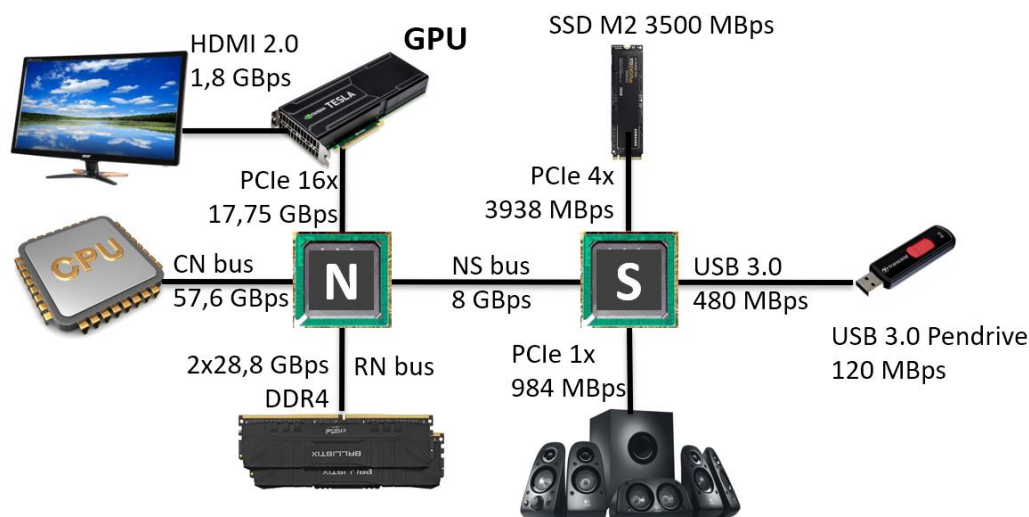 HDMI 2.0
1,8 GBps
GPU
SSD M2 3500 MBps
TESLA
PCIe 16x
17,75 GBps
PCIe 4x
3938 MBps
CPU
CN bus
57,6 GBps
N
NS bus
8 GBps
S
USB 3.0
480 MBps
USB 3.0 Pendrive
120 MBps
2x28,8 GBps
DDR4
RN bus
PCIe 1x
984 MBps
BALLISTIX
BALLISTIX